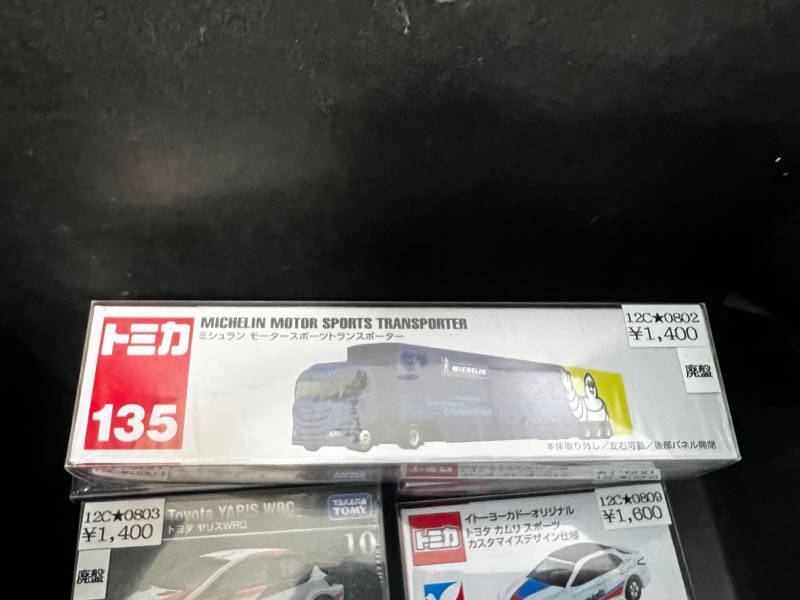 トミカ
135
MICHELIN MOTOR SPORTS TRANSPORTER
ミシュラン モータースポーツトランスポーター
MICHELIN
本体取り外し/左右可動/後部パネル開閉
12C★0802
¥1,400
廃盤
12C★0803
¥1,400
廃盤
Toyota YARIS WRC
トヨタ ヤリスWRC
TAKARA
TOMY
10
トミカ
イトーヨーカドーオリジナル
トヨタ カムリ スポーツ
カスタマイズデザイン仕様
12C★0809
¥1,600